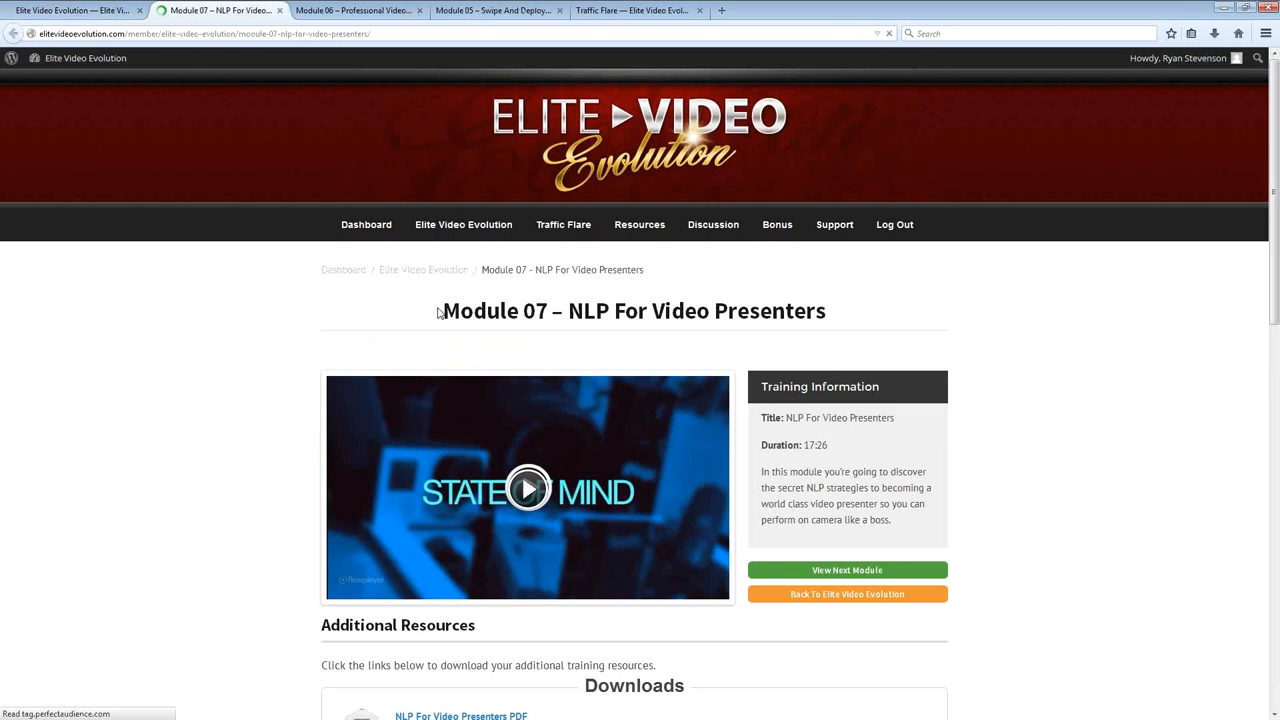 Elite Video Evolution — Elite Vi...
Module 07 – NLP For Video...
Module 06 – Professional Video...
Module 05 – Swipe And Deploy...
Traffic Flare — Elite Video Evol...
elitevideoevolution.com/member/elite-video-evolution/module-07-nlp-for-video-presenters/
Search
Elite Video Evolution
Howdy, Ryan Stevenson
ELITE VIDEO
Evolution
Dashboard Elite Video Evolution Traffic Flare Resources Discussion Bonus Support Log Out
Dashboard / Elite Video Evolution / Module 07 - NLP For Video Presenters
Module 07 – NLP For Video Presenters
STATE OF MIND
flowplayer
Training Information
Title: NLP For Video Presenters
Duration: 17:26
In this module you're going to discover
the secret NLP strategies to becoming a
world class video presenter so you can
perform on camera like a boss.
View Next Module
Back To Elite Video Evolution
Additional Resources
Click the links below to download your additional training resources.
Downloads
NLP For Video Presenters PDF
Read tag.perfectaudience.com